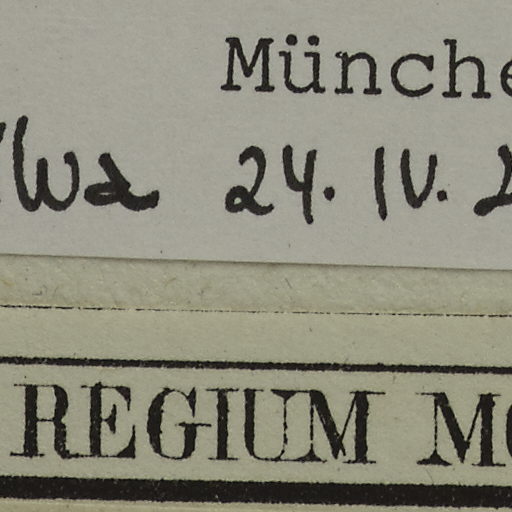 Münche
Wa 24. IV. 2
REGIUM MO